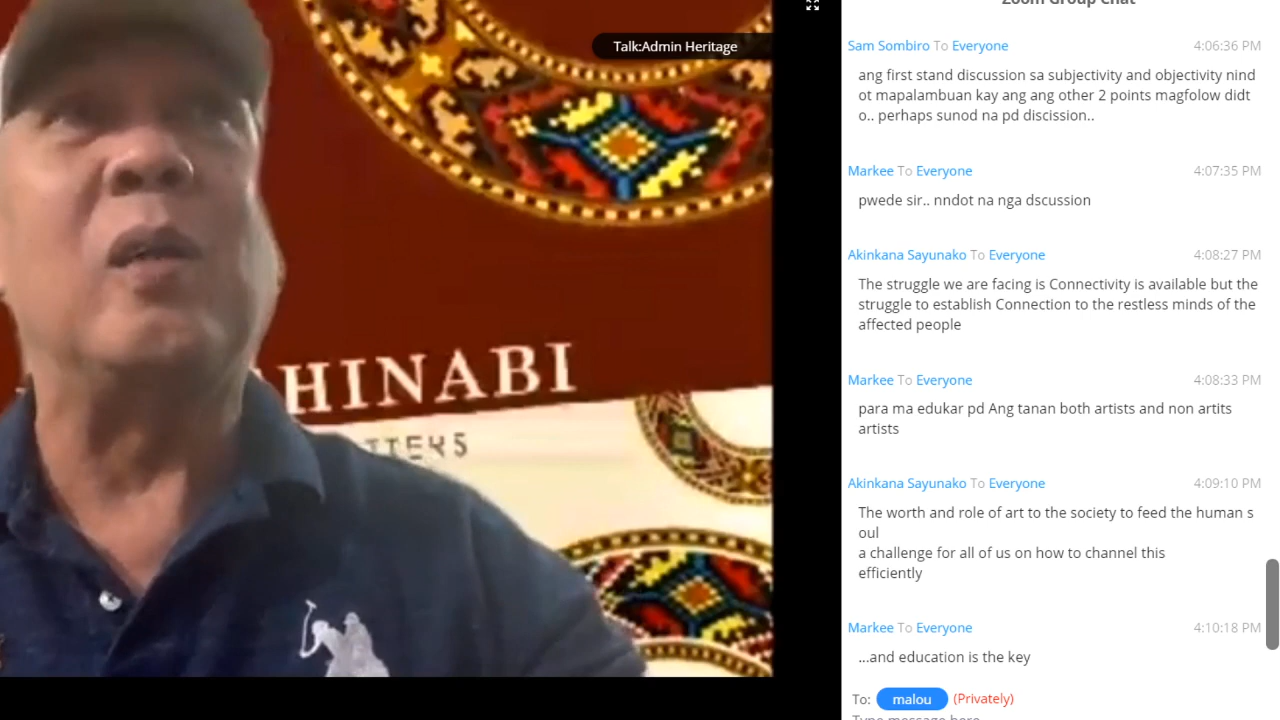 Talk:Admin Heritage
HINABI
Zoom Group Chat
Sam Sombiro To Everyone 4:06:36 PM
ang first stand discussion sa subjectivity and objectivity nind
ot mapalambuan kay ang ang other 2 points magfolow didt
o.. perhaps sunod na pd discission..
Markee To Everyone 4:07:35 PM
pwede sir.. nndot na nga dscussion
Akinkana Sayunako To Everyone 4:08:27 PM
The struggle we are facing is Connectivity is available but the
struggle to establish Connection to the restless minds of the
affected people
Markee To Everyone 4:08:33 PM
para ma edukar pd Ang tanan both artists and non artits
artists
Akinkana Sayunako To Everyone 4:09:10 PM
The worth and role of art to the society to feed the human s
oul
a challenge for all of us on how to channel this
efficiently
Markee To Everyone 4:10:18 PM
...and education is the key
To: malou (Privately)
Type message here